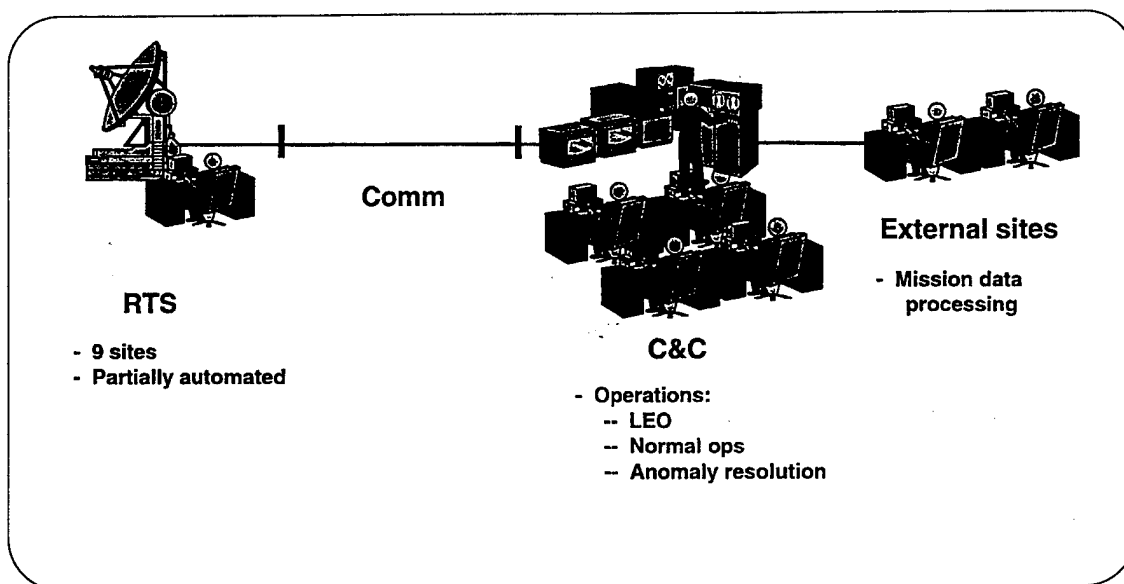 Comm
External sites
- Mission data
processing
RTS
- 9 sites
- Partially automated
C&C
- Operations:
-- LEO
-- Normal ops
-- Anomaly resolution